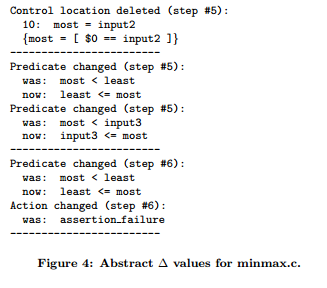 Control location deleted (step #5):
10: most = input2
{most = [ $0 == input2 ]}
------------------------
Predicate changed (step #5):
was: most < least
now: least <= most
Predicate changed (step #5):
was: most < input3
now: input3 <= most
------------------------
Predicate changed (step #6):
was: most < least
now: least <= most
Action changed (step #6):
was: assertion_failure
------------------------
Figure 4: Abstract Δ values for minmax.c.